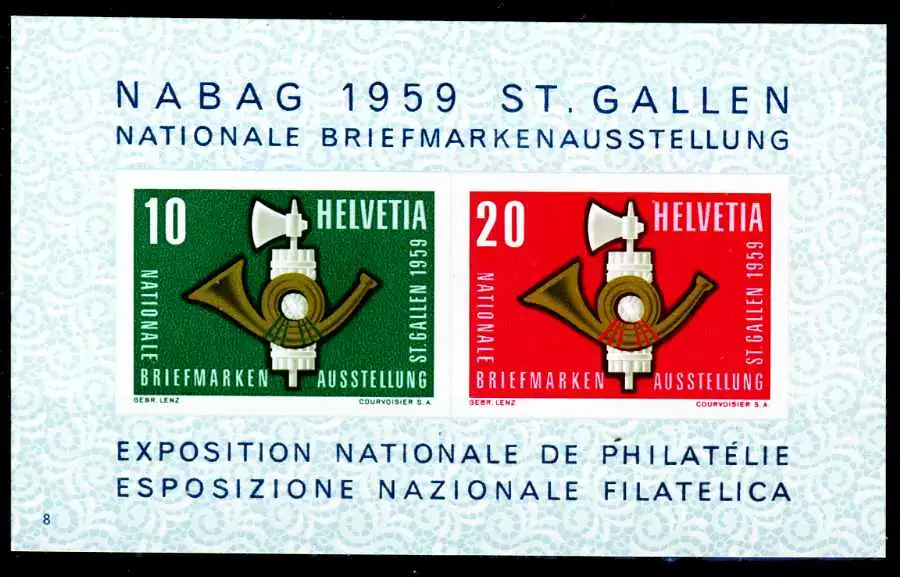 NABAG 1959 ST. GALLEN
NATIONALE BRIEFMARKENAUSSTELLUNG
10 HELVETIA
NATIONALE
BRIEFMARKEN AUSSTELLUNG
ST. GALLEN 1959
GEBR. LENZ COURVOISIER S.A.
20 HELVETIA
NATIONALE
BRIEFMARKEN AUSSTELLUNG
ST. GALLEN 1959
GEBR. LENZ COURVOISIER S.A.
EXPOSITION NATIONALE DE PHILATÉLIE
ESPOSIZIONE NAZIONALE FILATELICA
8